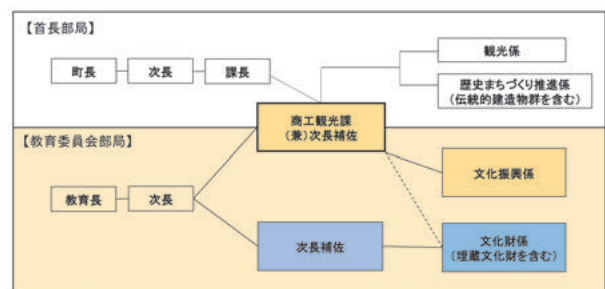 【首長部局】
町長
次長
課長
観光係
歴史まちづくり推進係
(伝統的建造物群を含む)
商工観光課
(兼)次長補佐
【教育委員会部局】
教育長
次長
文化振興係
次長補佐
文化財係
(埋蔵文化財を含む)